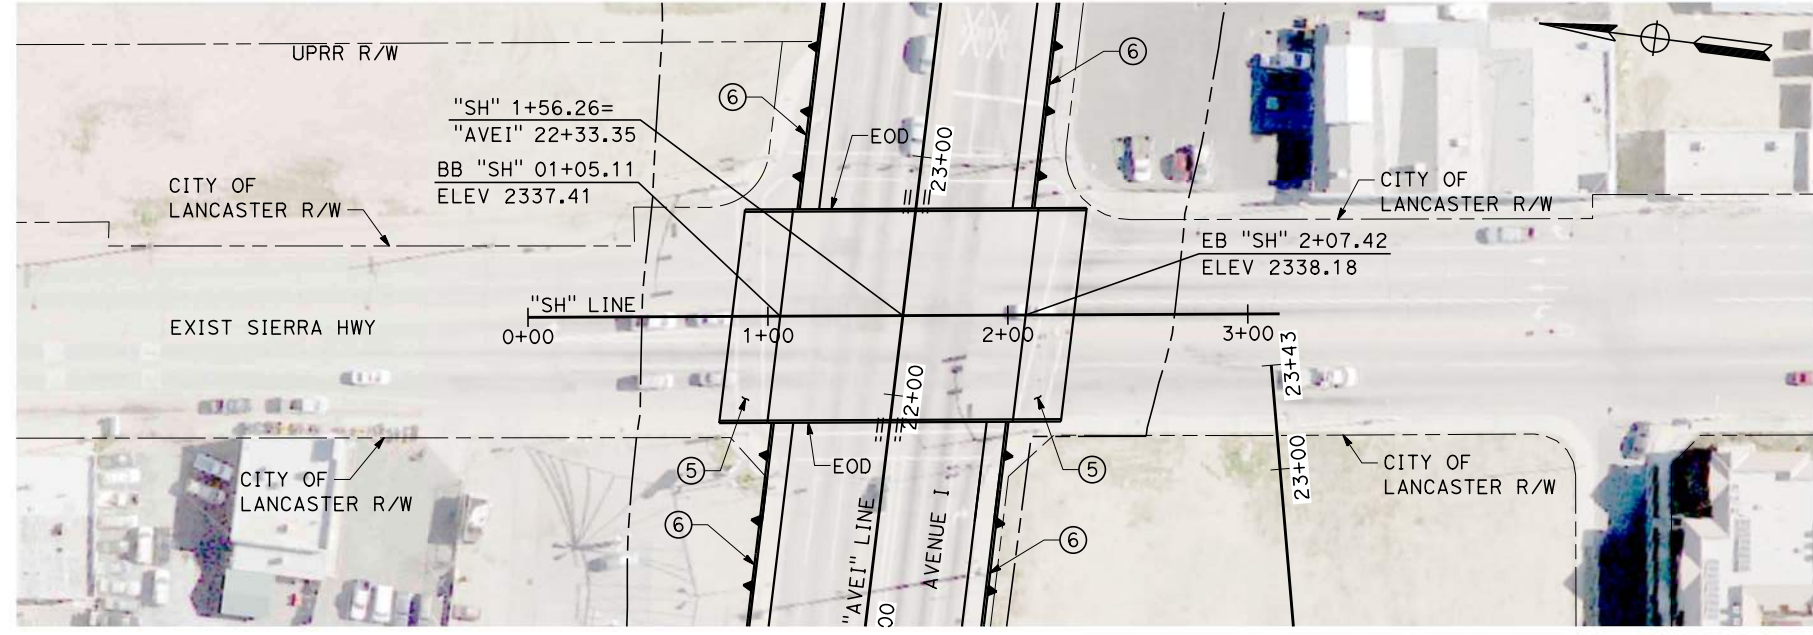 UPRR R/W
6
6
"SH" 1+56.26=
"AVEI" 22+33.35
EOD
23+00
BB "SH" 01+05.11
ELEV 2337.41
CITY OF
LANCASTER R/W
CITY OF
LANCASTER R/W
EB "SH" 2+07.42
ELEV 2338.18
"SH" LINE
EXIST SIERRA HWY
0+00
1+00
2+00
3+00
23+43
22+00
5
EOD
5
CITY OF
LANCASTER R/W
CITY OF
LANCASTER R/W
23+00
6
"AVEI" LINE
AVENUE I
6
00